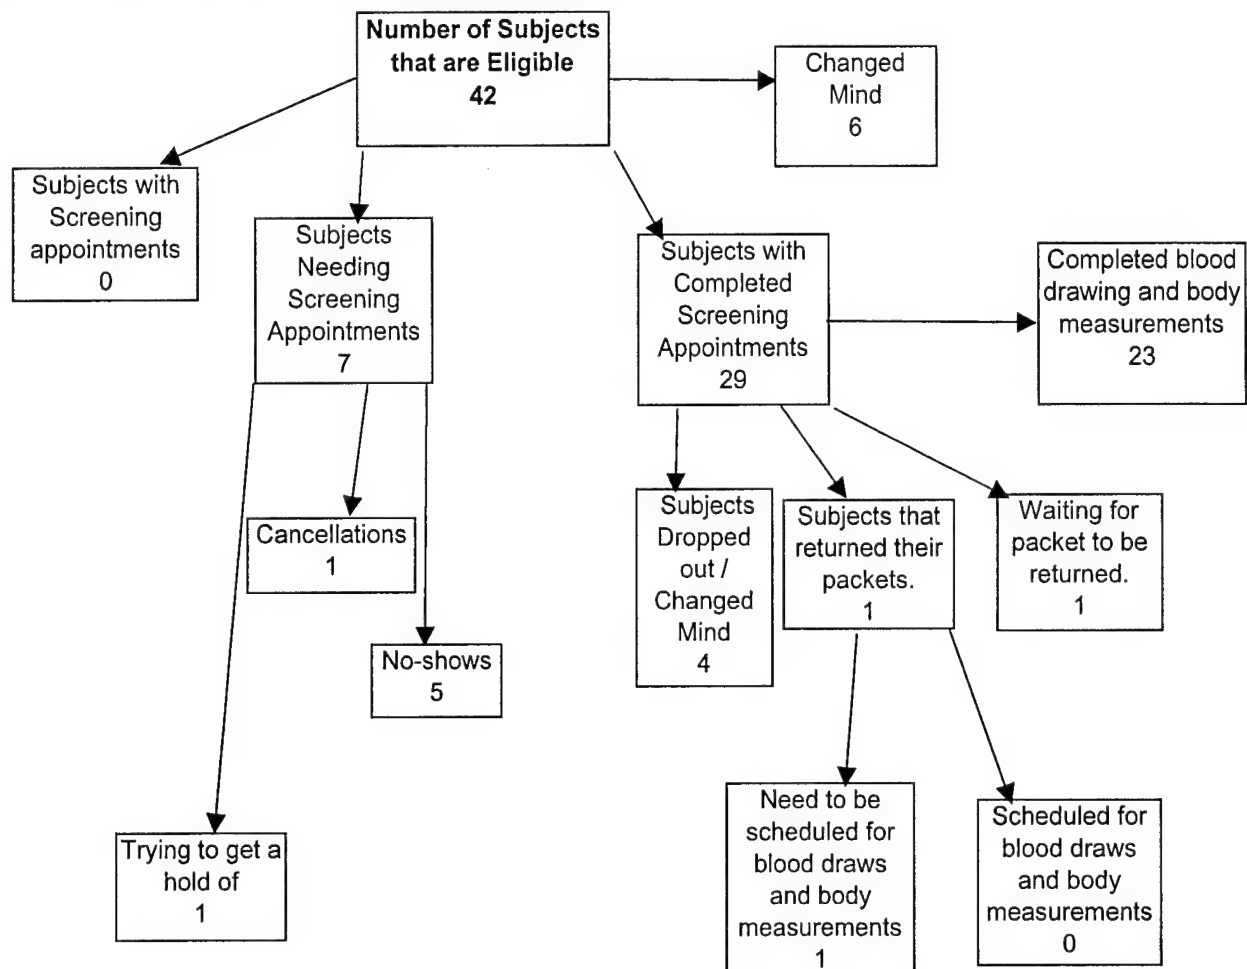 Number of Subjects
that are Eligible
42
Changed
Mind
6
Subjects with
Screening
appointments
0
Subjects
Needing
Screening
Appointments
7
Subjects with
Completed
Screening
Appointments
29
Completed blood
drawing and body
measurements
23
Cancellations
1
No-shows
5
Trying to get a
hold of
1
Subjects
Dropped
out /
Changed
Mind
4
Subjects that
returned their
packets.
1
Waiting for
packet to be
returned.
1
Need to be
scheduled for
blood draws
and body
measurements
1
Scheduled for
blood draws
and body
measurements
0